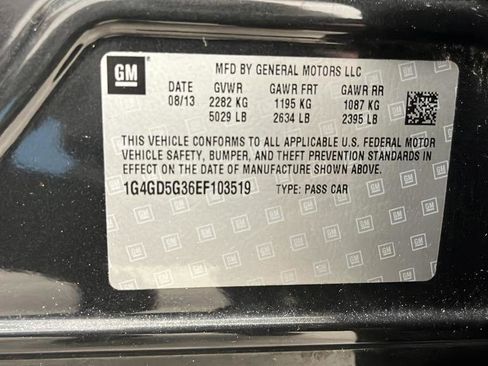 GM
MFD BY GENERAL MOTORS LLC
DATE GVWR GAWR FRT GAWR RR
08/13 2282 KG 1195 KG 1087 KG
5029 LB 2634 LB 2395 LB
THIS VEHICLE CONFORMS TO ALL APPLICABLE U.S. FEDERAL MOTOR
VEHICLE SAFETY, BUMPER, AND THEFT PREVENTION STANDARDS IN
EFFECT ON THE DATE OF MANUFACTURE SHOWN ABOVE.
1G4GD5G36EF103519 TYPE: PASS CAR